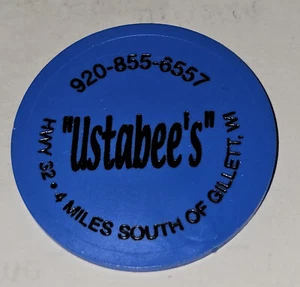 920-855-6557
"Ustabee's"
HWY 32 • 4 MILES SOUTH OF GILLETT, WI